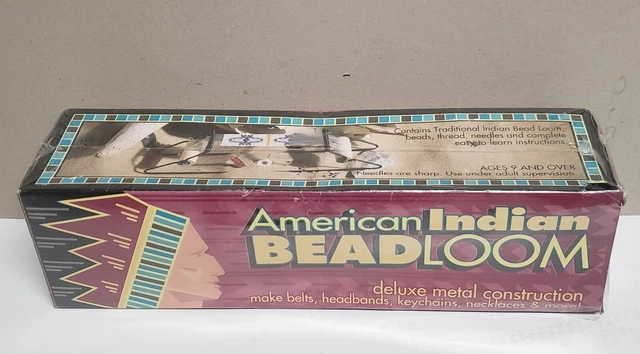 Contains Traditional Indian Bead Loom,
beads, thread, needles and complete
easy-to-learn instructions.
AGES 9 AND OVER
Needles are sharp. Use under adult supervision.
American Indian
BEADLOOM
deluxe metal construction
make belts, headbands, keychains, necklaces & more!